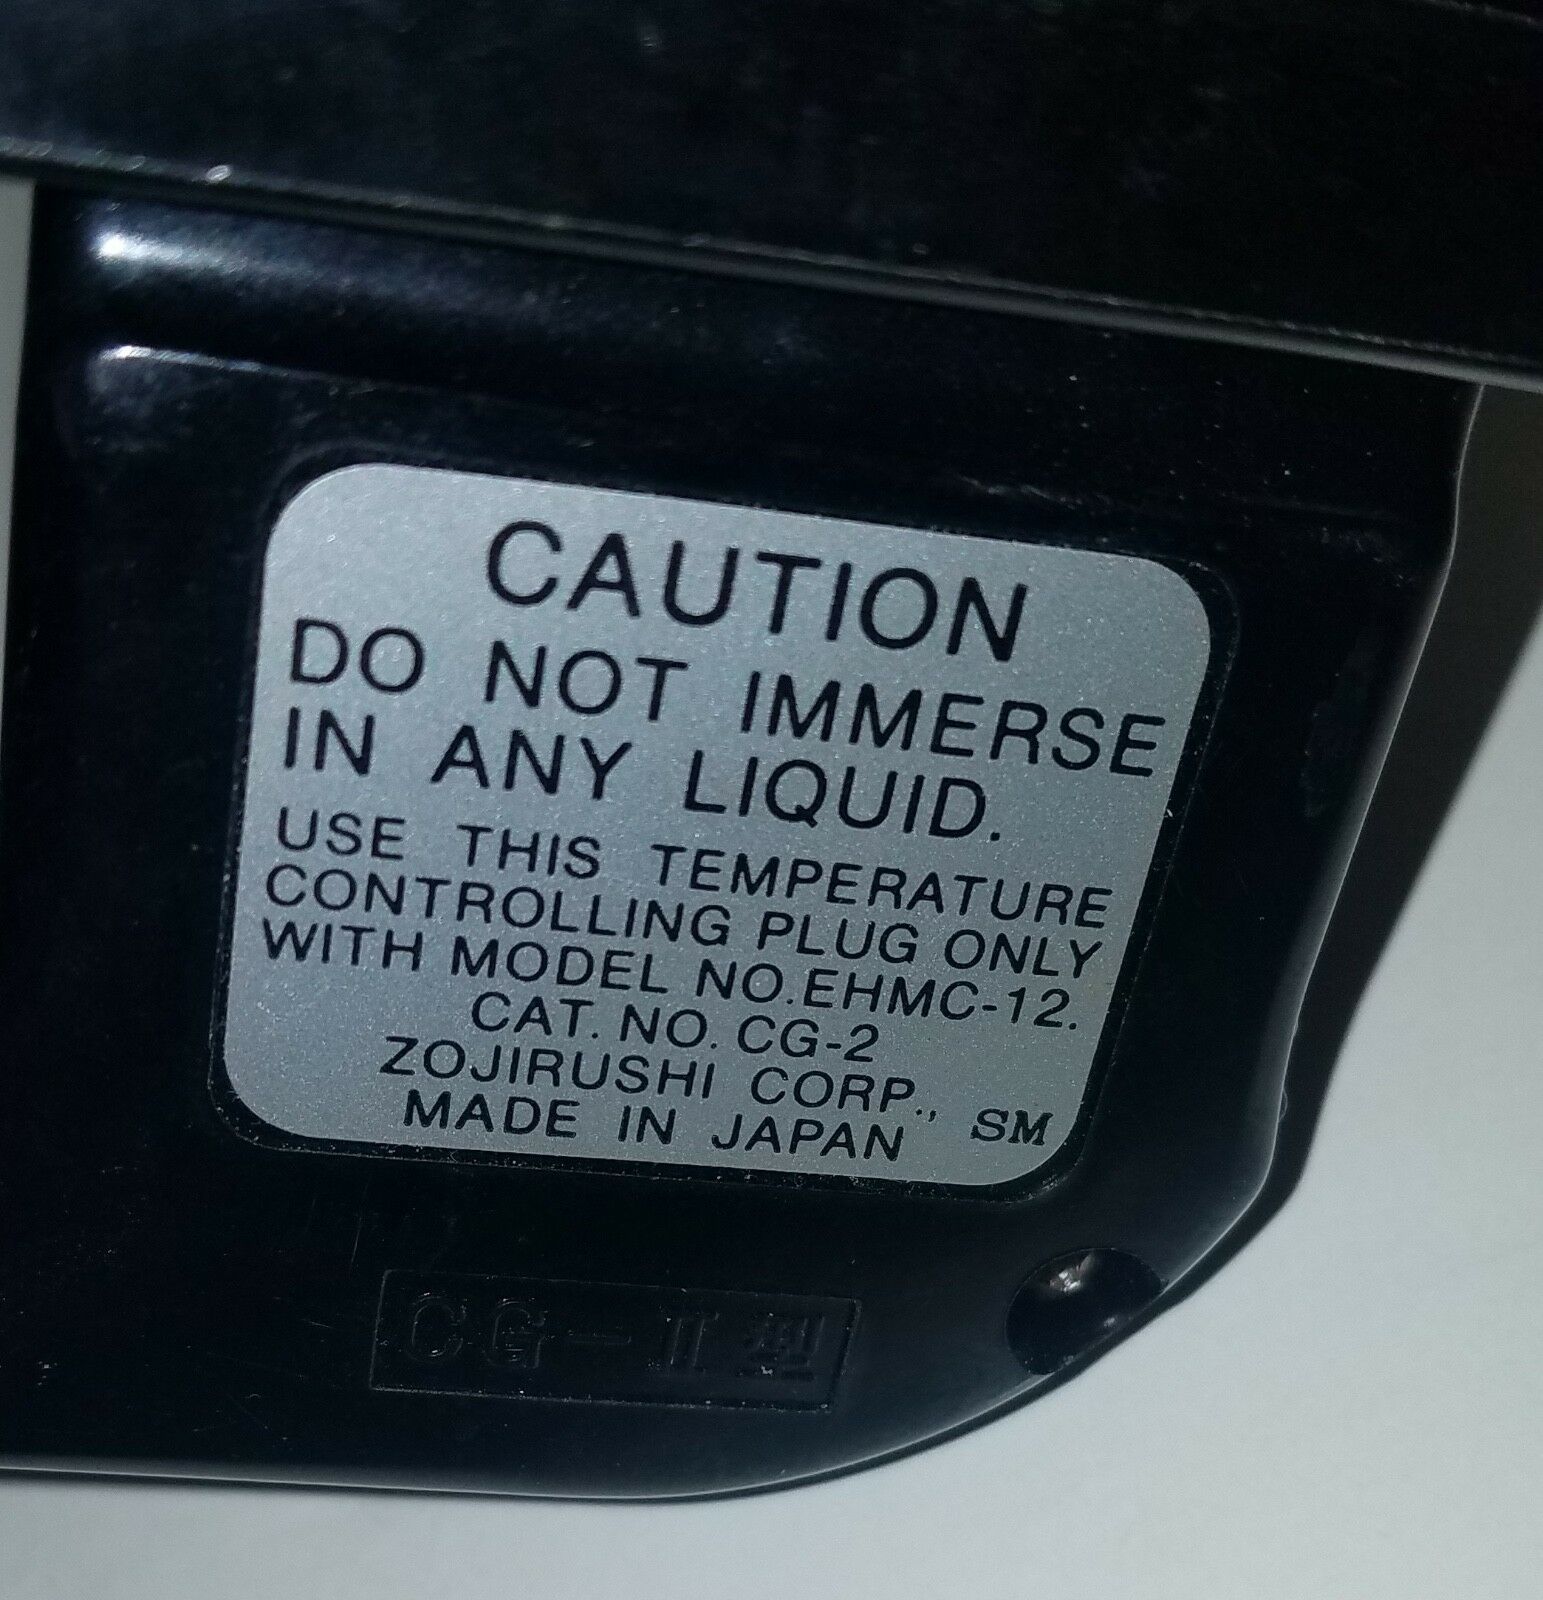 CAUTION
DO NOT IMMERSE
IN ANY LIQUID.
USE THIS TEMPERATURE
CONTROLLING PLUG ONLY
WITH MODEL NO.EHMC-12.
CAT. NO. CG-2
ZOJIRUSHI CORP.,
MADE IN JAPAN SM
CG-Ⅱ型